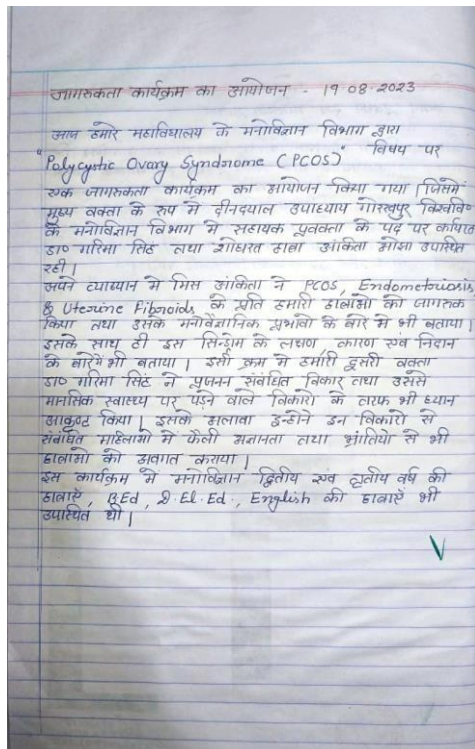 जागरुकता कार्यक्रम का आयोजन - 19.08.2023
आज हमारे महाविद्यालय के मनोविज्ञान विभाग द्वारा
"Polycystic Ovary Syndrome (PCOS)" विषय पर
एक जागरुकता कार्यक्रम का आयोजन किया गया। जिसमें
मुख्य वक्ता के रूप में दीनदयाल उपाध्याय गोरखपुर विश्ववि०
के मनोविज्ञान विभाग में सहायक प्रवक्ता के पद पर कार्यरत
डा० गरिमा सिंह तथा शोधरत छात्रा अंकिता ओझा उपस्थित
रही।
अपने व्याख्यान में मिस अंकिता ने PCOS, Endometriosis
& Uterine Fibroids के प्रति हमारी छात्राओं को जागरुक
किया तथा उसके मनोवैज्ञानिक प्रभावों के बारे में भी बताया।
इसके साथ ही इस सिन्ड्रोम के लक्षण कारण एवं निदान
के बारे में भी बताया। इसी क्रम में हमारी दूसरी वक्ता
डा० गरिमा सिंह ने प्रजनन संबंधित विकार तथा उससे
मानसिक स्वास्थ्य पर पड़ने वाले विकारो के तरफ भी ध्यान
आकृष्ट किया। इसके अलावा इन्होने इन विकारो से
संबंधित महिलाओं में फैली अज्ञानता तथा भ्रांतियो से भी
छात्राओ को अवगत कराया।
इस कार्यक्रम में मनोविज्ञान द्वितीय एवं तृतीय वर्ष की
छात्राएँ, B.Ed, D.El.Ed., English की छात्राएँ भी
उपस्थित थी।